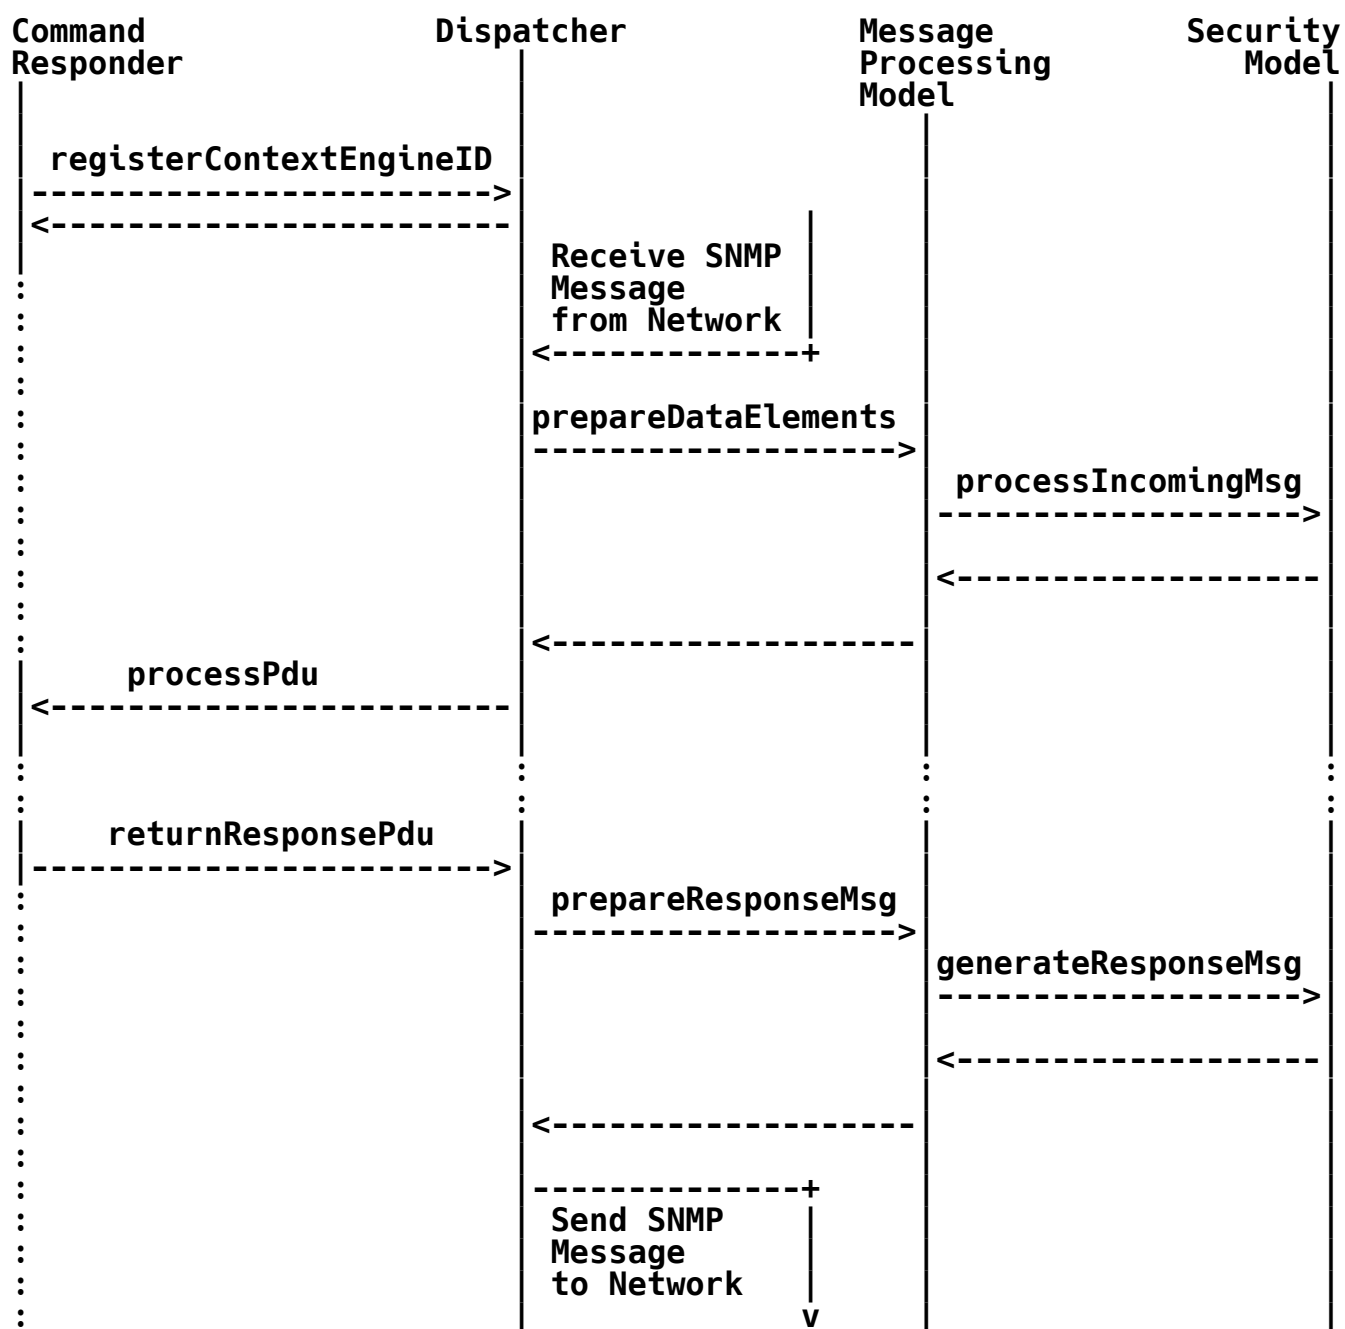 Command Dispatcher Message Security
Responder Processing Model
Model
registerContextEngineID
Receive SNMP
Message
from Network
prepareDataElements
processIncomingMsg
processPdu
returnResponsePdu
prepareResponseMsg
generateResponseMsg
Send SNMP
Message
to Network